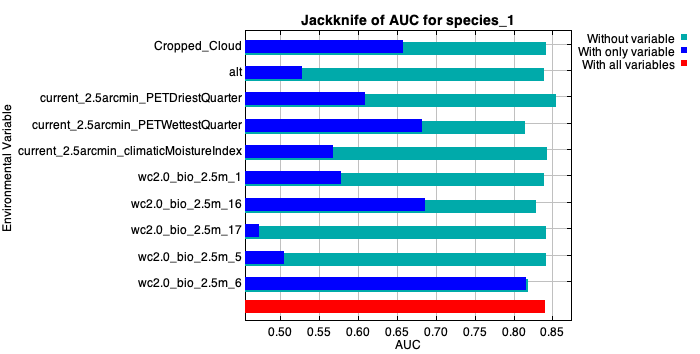 Jackknife of AUC for species_1
Without variable
With only variable
With all variables
Environmental Variable
Cropped_Cloud
alt
current_2.5arcmin_PETDriestQuarter
current_2.5arcmin_PETWettestQuarter
current_2.5arcmin_climaticMoistureIndex
wc2.0_bio_2.5m_1
wc2.0_bio_2.5m_16
wc2.0_bio_2.5m_17
wc2.0_bio_2.5m_5
wc2.0_bio_2.5m_6
0.50 0.55 0.60 0.65 0.70 0.75 0.80 0.85
AUC